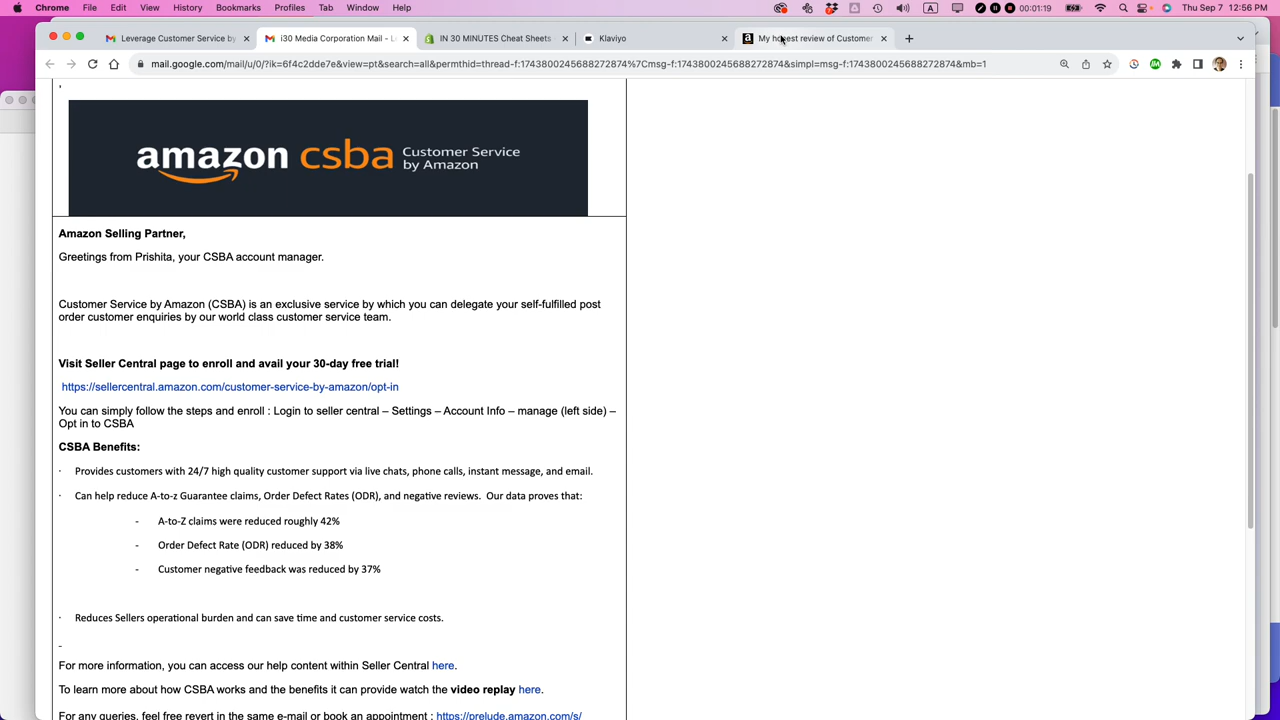 Chrome File Edit View History Bookmarks Profiles Tab Window Help 00:01:19 A Thu Sep 7 12:56 PM
Leverage Customer Service by i30 Media Corporation Mail - L IN 30 MINUTES Cheat Sheets Klaviyo My honest review of Customer
mail.google.com/mail/u/0/?ik=6f4c2dde7e&view=pt&search=all&permthid=thread-f:1743800245688272874%7Cmsg-f:1743800245688272874&simpl=msg-f:1743800245688272874&mb=1
amazon csba Customer Service
by Amazon
Amazon Selling Partner,
Greetings from Prishita, your CSBA account manager.
Customer Service by Amazon (CSBA) is an exclusive service by which you can delegate your self-fulfilled post
order customer enquiries by our world class customer service team.
Visit Seller Central page to enroll and avail your 30-day free trial!
https://sellercentral.amazon.com/customer-service-by-amazon/opt-in
You can simply follow the steps and enroll : Login to seller central – Settings – Account Info – manage (left side) –
Opt in to CSBA
CSBA Benefits:
· Provides customers with 24/7 high quality customer support via live chats, phone calls, instant message, and email.
· Can help reduce A-to-z Guarantee claims, Order Defect Rates (ODR), and negative reviews. Our data proves that:
- A-to-Z claims were reduced roughly 42%
- Order Defect Rate (ODR) reduced by 38%
- Customer negative feedback was reduced by 37%
· Reduces Sellers operational burden and can save time and customer service costs.
For more information, you can access our help content within Seller Central here.
To learn more about how CSBA works and the benefits it can provide watch the video replay here.
For any queries, feel free revert in the same e-mail or book an appointment : https://prelude.amazon.com/s/